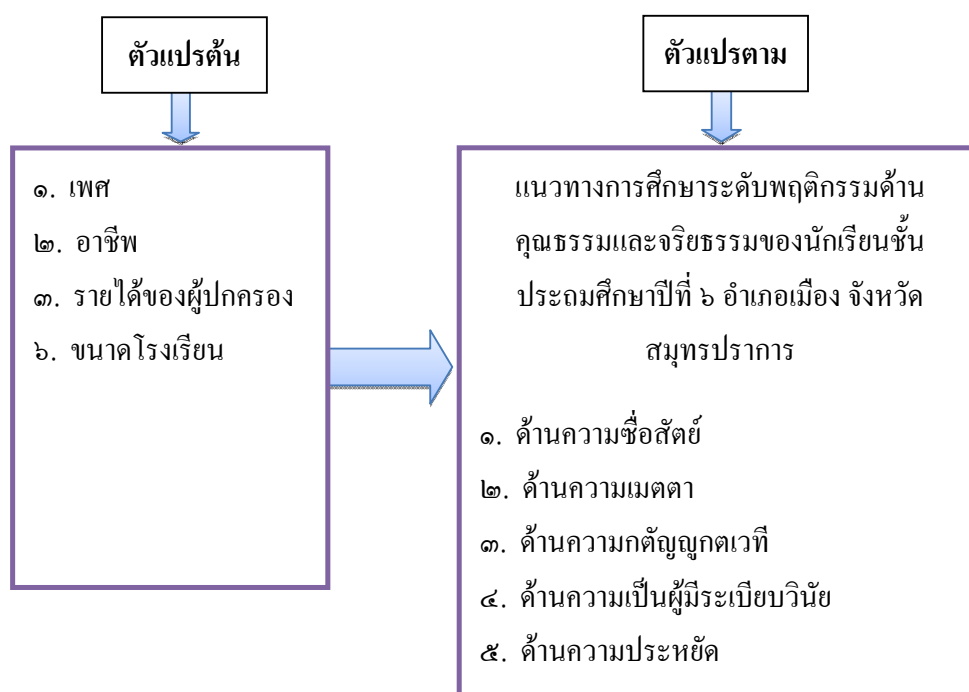 ตัวแปรต้น
๑. เพศ
๒. อาชีพ
๓. รายได้ของผู้ปกครอง
๖. ขนาดโรงเรียน
ตัวแปรตาม
แนวทางการศึกษาระดับพฤติกรรมด้าน
คุณธรรมและจริยธรรมของนักเรียนชั้น
ประถมศึกษาปีที่ ๖ อำเภอเมือง จังหวัด
สมุทรปราการ
๑. ด้านความซื่อสัตย์
๒. ด้านความเมตตา
๓. ด้านความกตัญญูกตเวที
๔. ด้านความเป็นผู้มีระเบียบวินัย
๕. ด้านความประหยัด